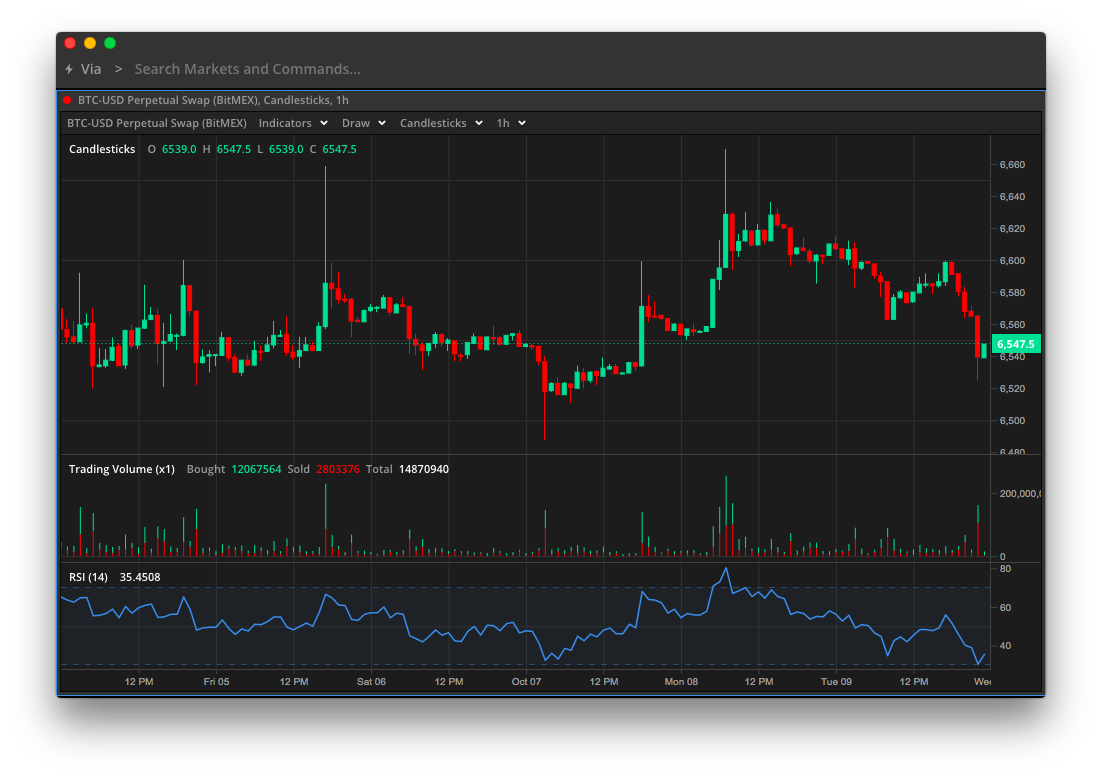 Via > Search Markets and Commands...
BTC-USD Perpetual Swap (BitMEX), Candlesticks, 1h
BTC-USD Perpetual Swap (BitMEX) Indicators Draw Candlesticks 1h
Candlesticks O 6539.0 H 6547.5 L 6539.0 C 6547.5
6,660
6,640
6,620
6,600
6,580
6,560
6,547.5
6,540
6,520
6,500
6,480
Trading Volume (x1) Bought 12067564 Sold 2803376 Total 14870940
200,000,0
0
RSI (14) 35.4508
80
60
40
12 PM Fri 05 12 PM Sat 06 12 PM Oct 07 12 PM Mon 08 12 PM Tue 09 12 PM Wed